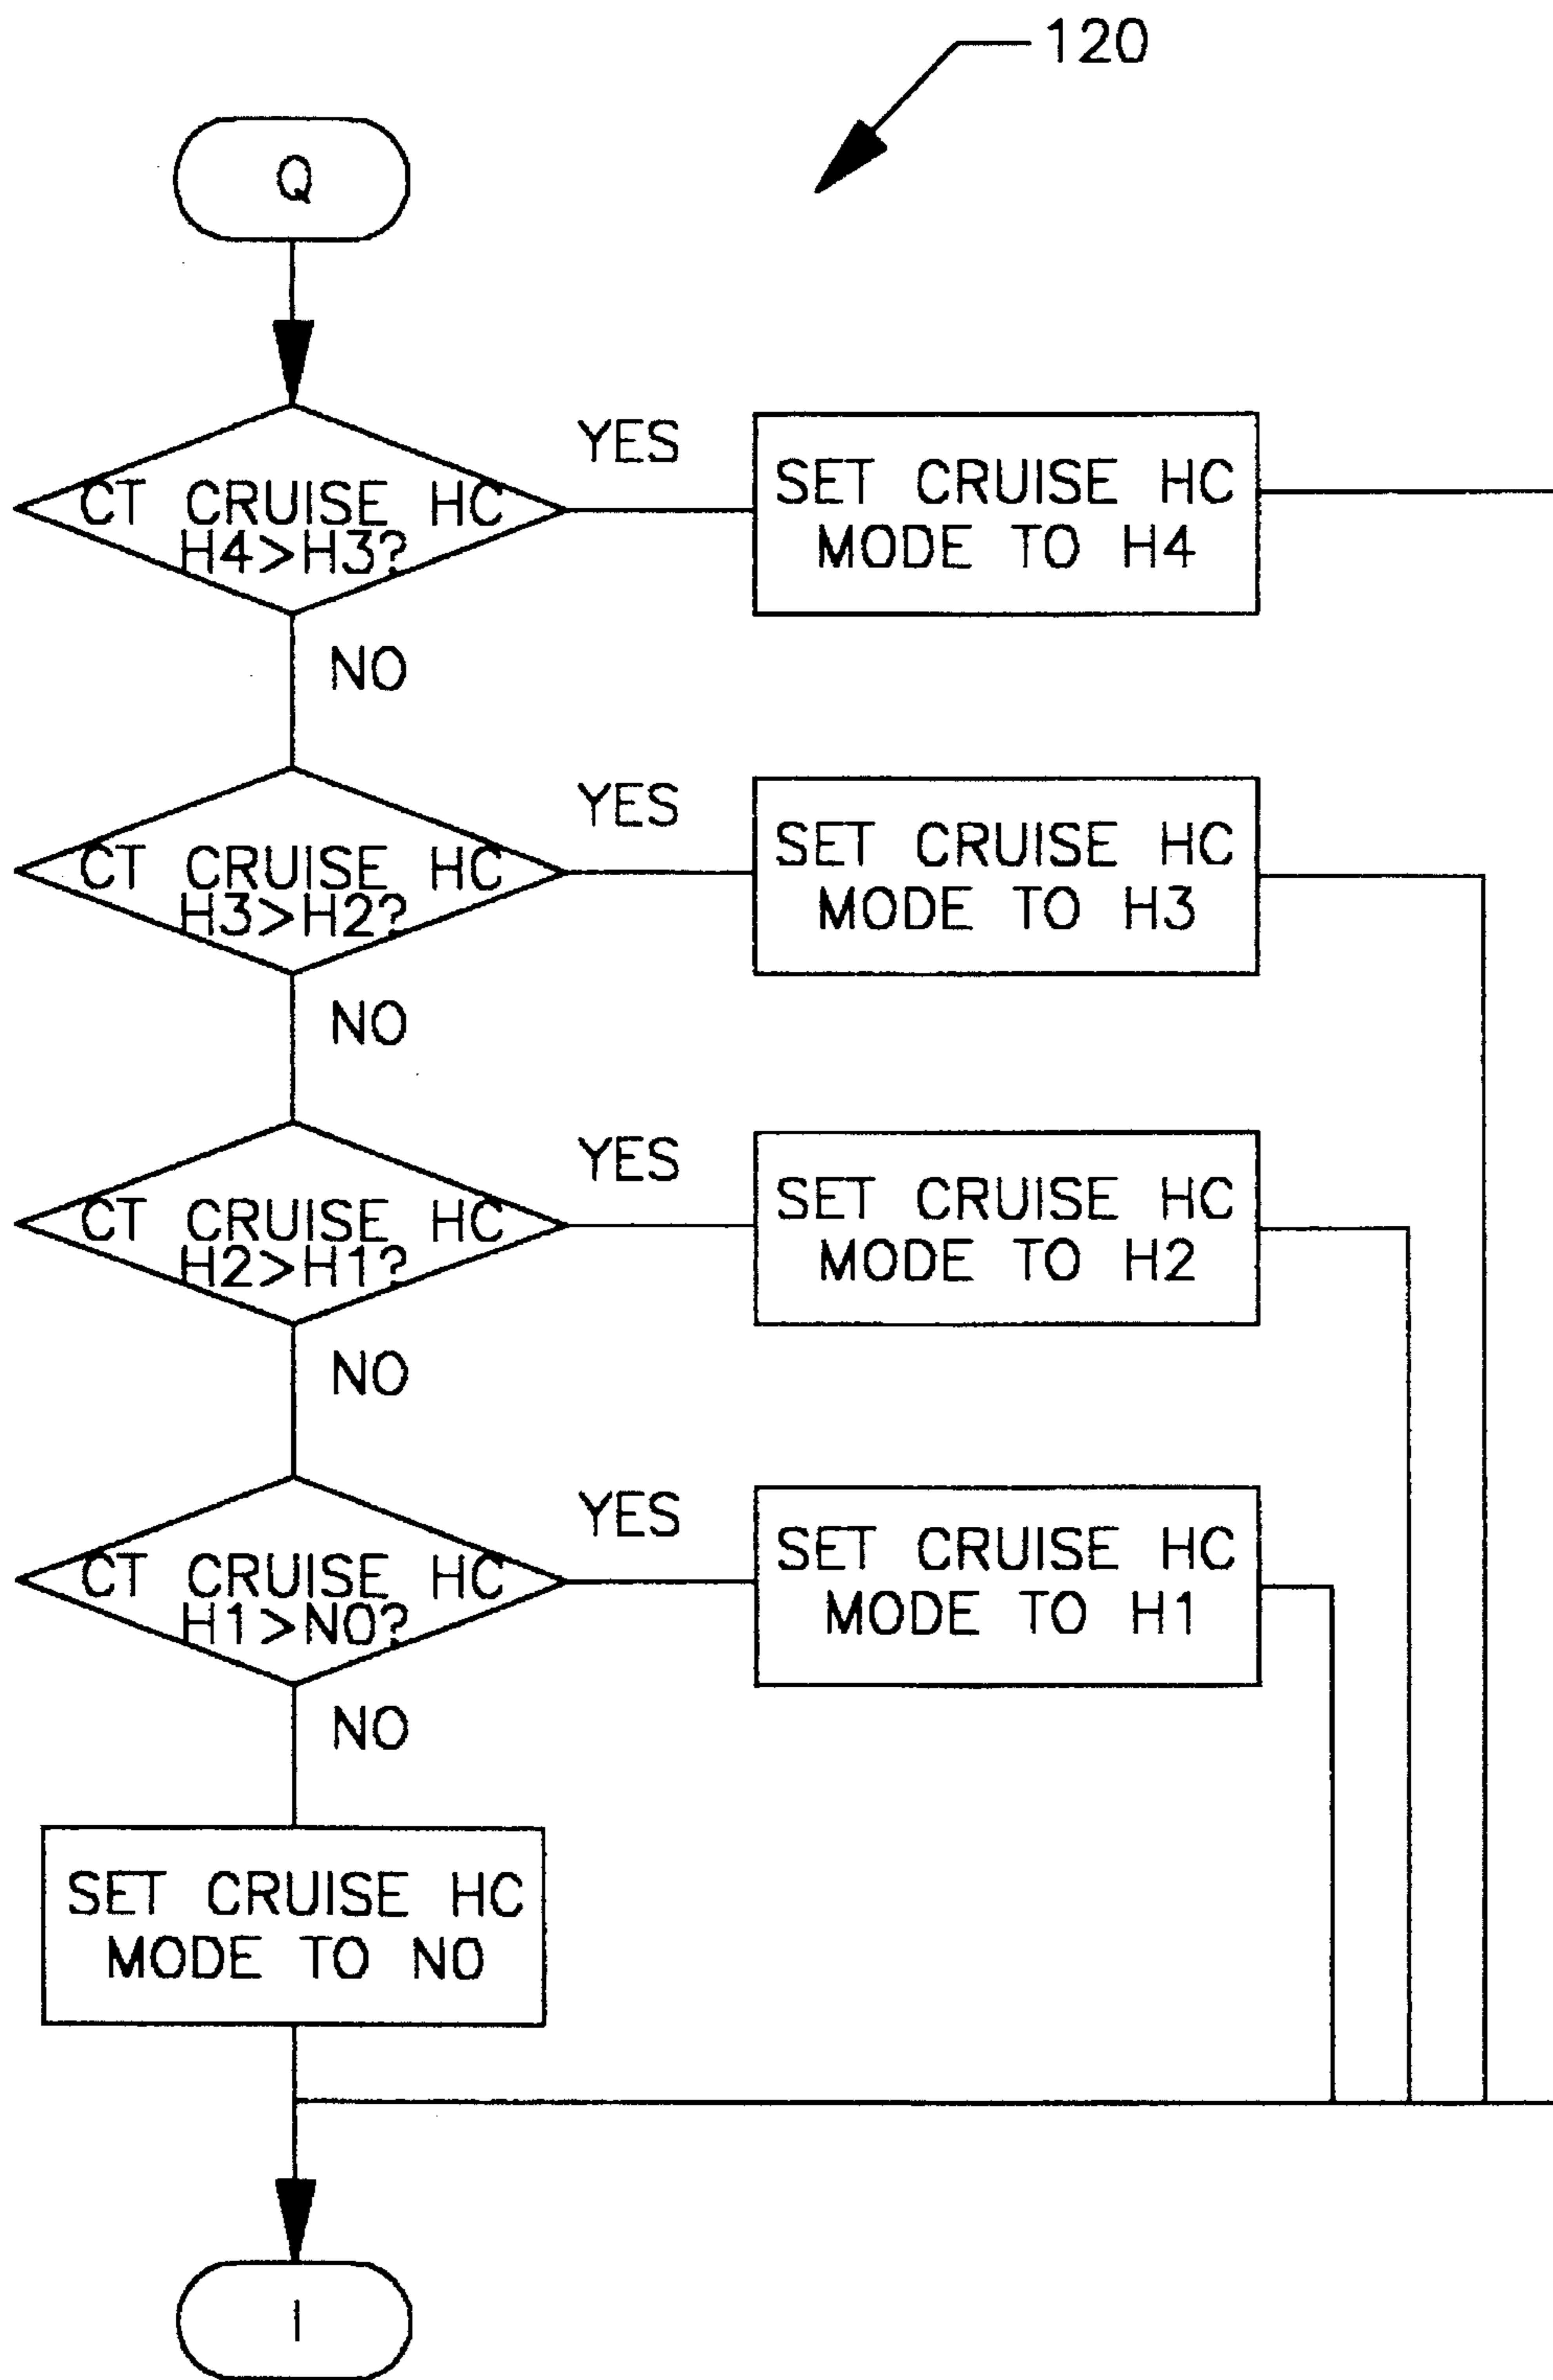 120
Q
CT CRUISE HC
H4>H3?
YES
SET CRUISE HC
MODE TO H4
NO
CT CRUISE HC
H3>H2?
YES
SET CRUISE HC
MODE TO H3
NO
CT CRUISE HC
H2>H1?
YES
SET CRUISE HC
MODE TO H2
NO
CT CRUISE HC
H1>NO?
YES
SET CRUISE HC
MODE TO H1
NO
SET CRUISE HC
MODE TO NO
I